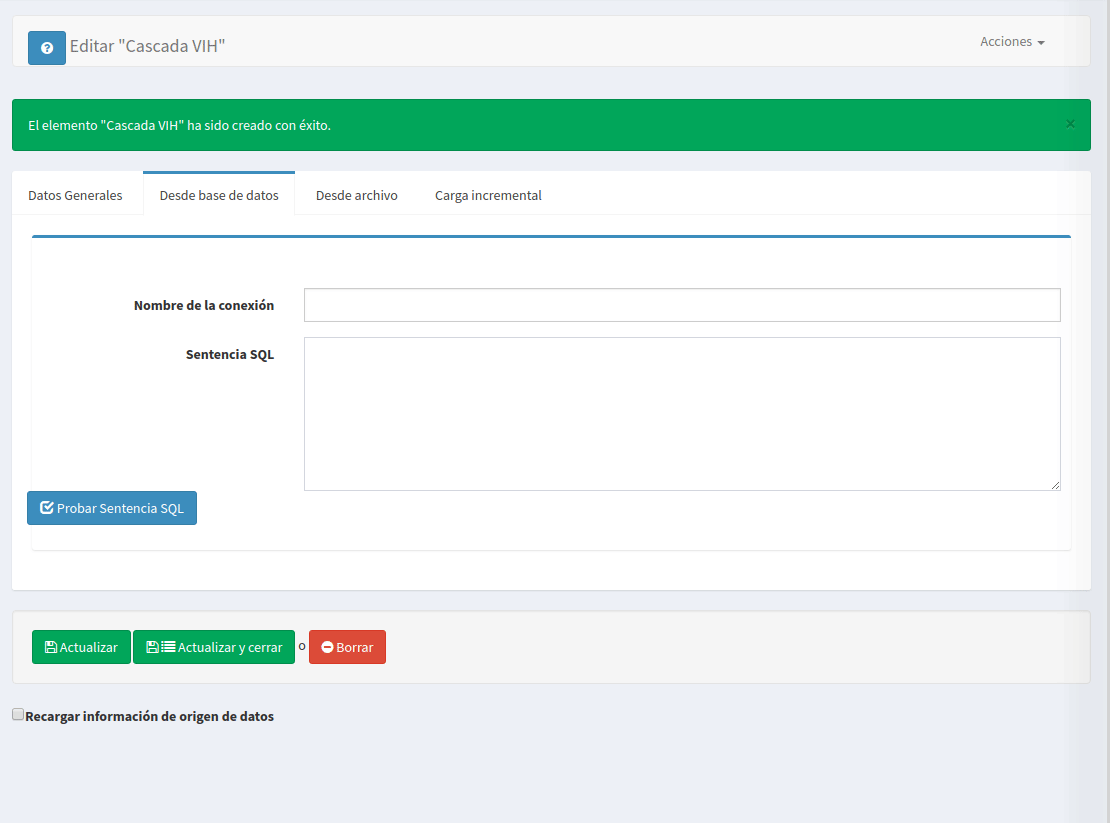 Editar "Cascada VIH"
Acciones
El elemento "Cascada VIH" ha sido creado con éxito.
×
Datos Generales
Desde base de datos
Desde archivo
Carga incremental
Nombre de la conexión
Sentencia SQL
Probar Sentencia SQL
Actualizar
Actualizar y cerrar
o
Borrar
Recargar información de origen de datos